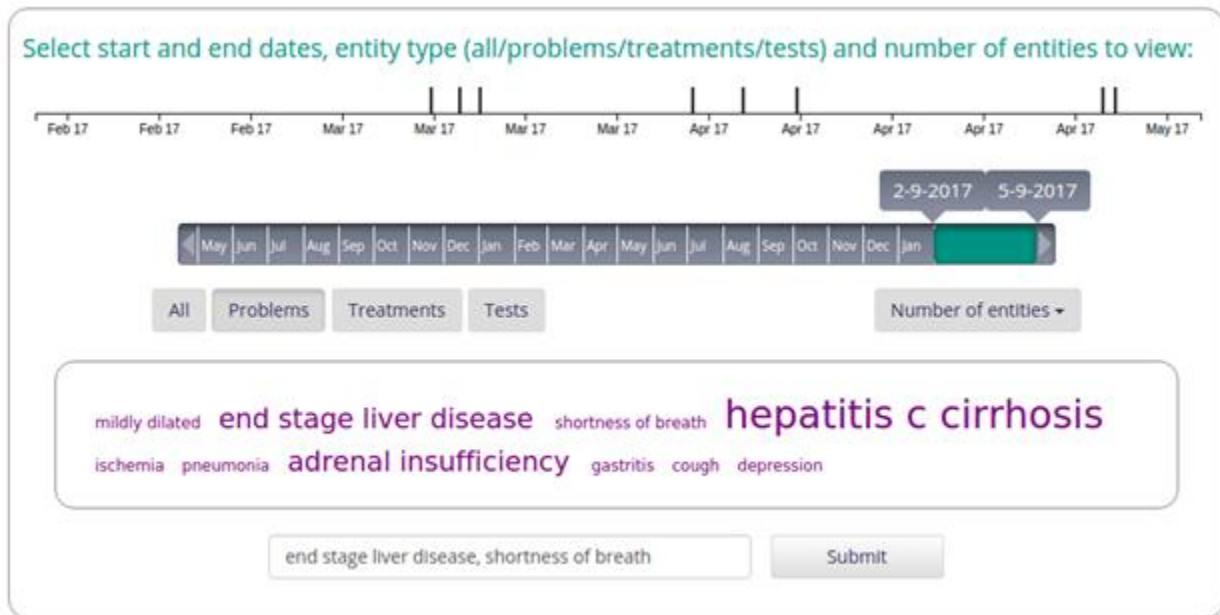 Select start and end dates, entity type (all/problems/treatments/tests) and number of entities to view:
Feb 17 Feb 17 Feb 17 Mar 17 Mar 17 Mar 17 Mar 17 Apr 17 Apr 17 Apr 17 Apr 17 Apr 17 May 17
2-9-2017 5-9-2017
May Jun Jul Aug Sep Oct Nov Dec Jan Feb Mar Apr May Jun Jul Aug Sep Oct Nov Dec Jan
All Problems Treatments Tests Number of entities
mildly dilated end stage liver disease shortness of breath hepatitis c cirrhosis
ischemia pneumonia adrenal insufficiency gastritis cough depression
end stage liver disease, shortness of breath Submit